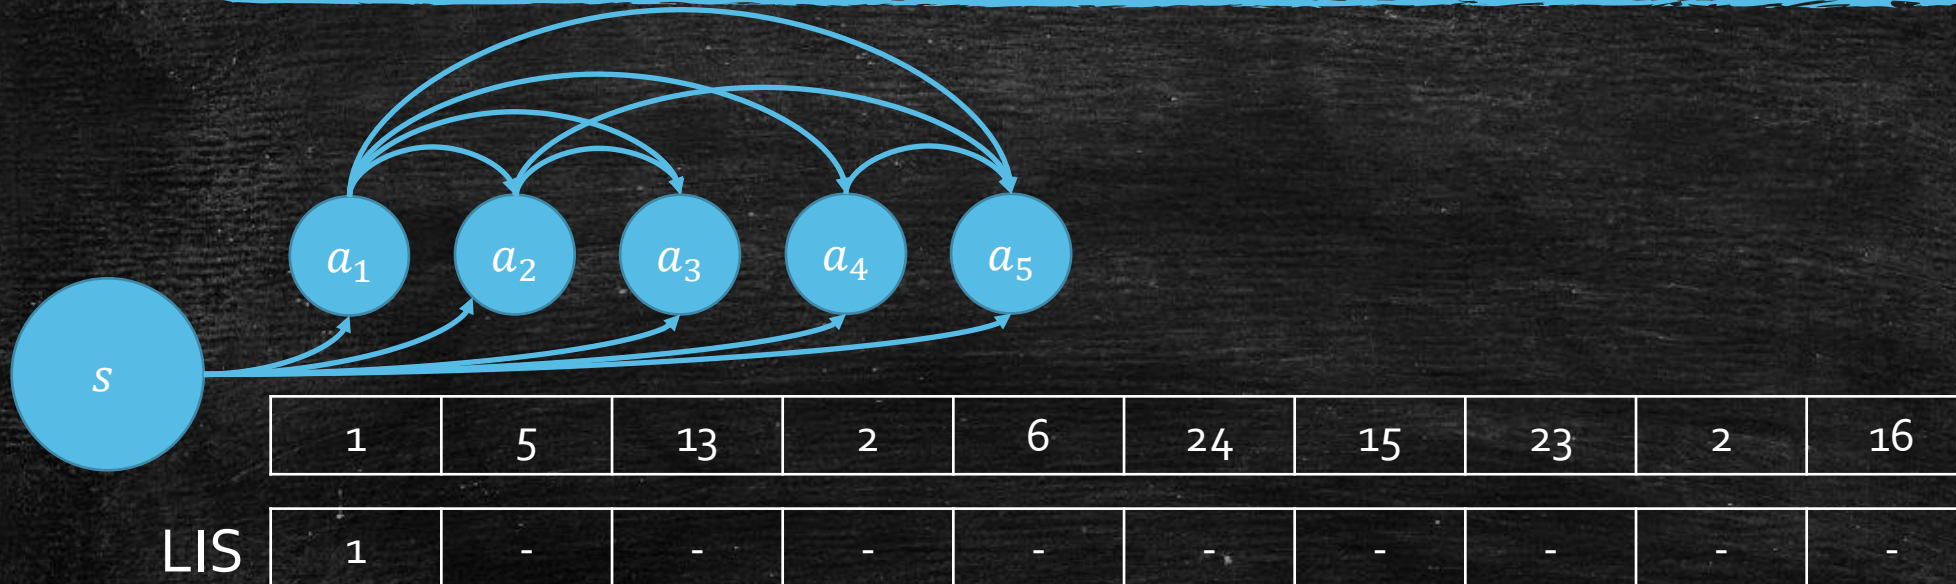 a₁ a₂ a₃ a₄ a₅
s
1 5 13 2 6 24 15 23 2 16
LIS 1 - - - - - - - - -